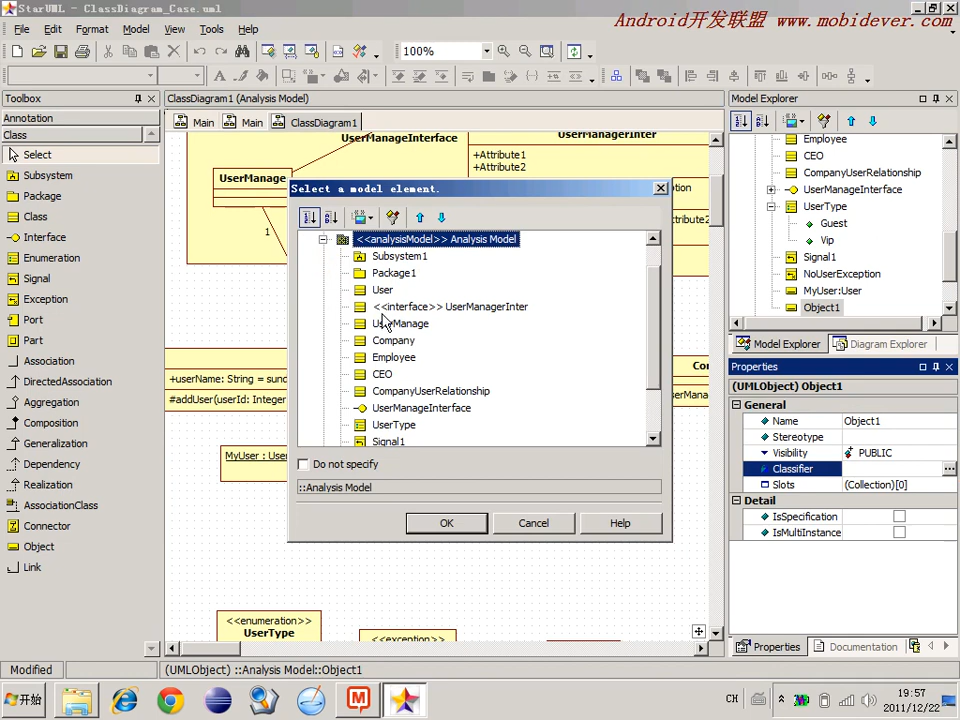 StarUML - ClassDiagram_Case.uml
Android开发联盟 www.mobidever.com
File Edit Format Model View Tools Help
100%
Toolbox
ClassDiagram1 (Analysis Model)
Model Explorer
Annotation
Class
Select
Subsystem
Package
Class
Interface
Enumeration
Signal
Exception
Port
Part
Association
DirectedAssociation
Aggregation
Composition
Generalization
Dependency
Realization
AssociationClass
Connector
Object
Link
Main Main ClassDiagram1
UserManageInterface
UserManagerInter
+Attribute1
+Attribute2
UserManage
1
+userName: String = sund
#addUser(userId: Integer
MyUser : User
<<enumeration>>
UserType
<<exception>>
Select a model element.
<<analysisModel>> Analysis Model
Subsystem1
Package1
User
<<interface>> UserManagerInter
UserManage
Company
Employee
CEO
CompanyUserRelationship
UserManageInterface
UserType
Signal1
Do not specify
::Analysis Model
OK Cancel Help
Employee
CEO
CompanyUserRelationship
UserManageInterface
UserType
Guest
Vip
Signal1
NoUserException
MyUser:User
Object1
Model Explorer Diagram Explorer
Properties
(UMLObject) Object1
General
Name Object1
Stereotype
Visibility PUBLIC
Classifier
Slots (Collection)[0]
Detail
IsSpecification
IsMultiInstance
Properties Documentation
Modified
(UMLObject) ::Analysis Model::Object1
开始
CH
19:57
2011/12/22